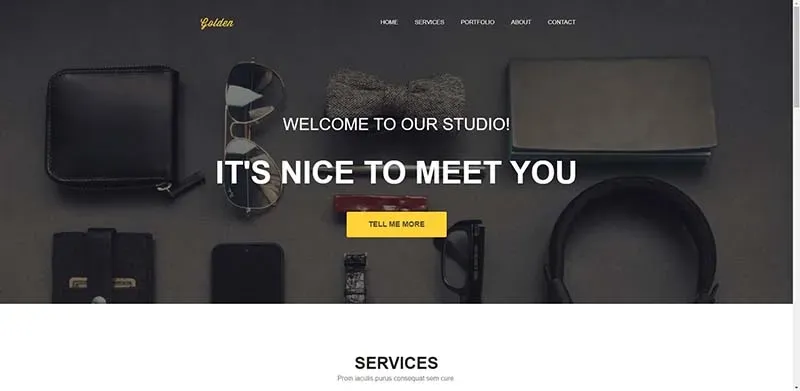 Golden
HOME SERVICES PORTFOLIO ABOUT CONTACT
WELCOME TO OUR STUDIO!
IT'S NICE TO MEET YOU
TELL ME MORE
SERVICES
Proin iaculis purus consequat sem cure.